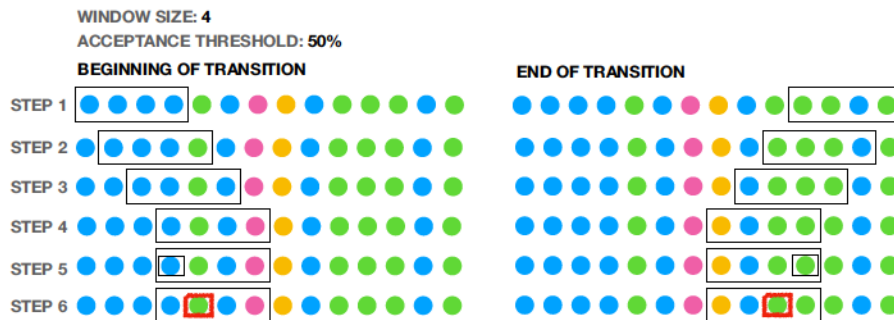 WINDOW SIZE: 4
ACCEPTANCE THRESHOLD: 50%
BEGINNING OF TRANSITION
END OF TRANSITION
STEP 1
STEP 2
STEP 3
STEP 4
STEP 5
STEP 6